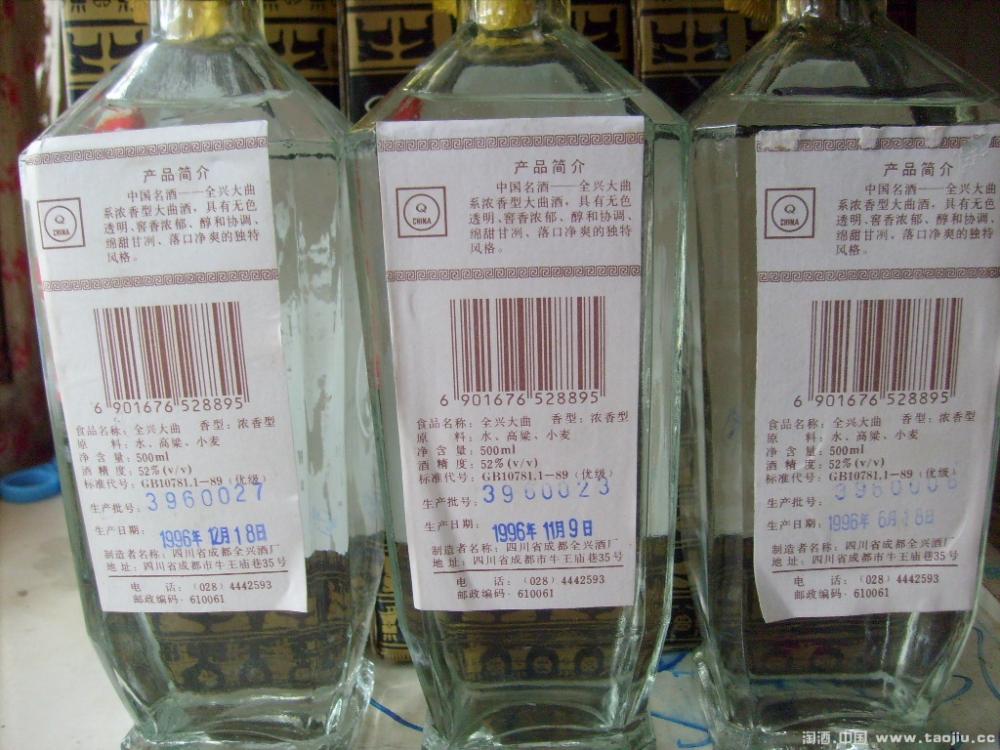 产品简介
Q
CHINA
中国名酒——全兴大曲
系浓香型大曲酒，具有无色
透明、窖香浓郁、醇和协调、
绵甜甘冽、落口净爽的独特
风格。
6 901676 528895
食品名称：全兴大曲 香型：浓香型
原 料：水、高粱、小麦
净 含 量：500ml
酒 精 度：52%(v/v)
标准代号：GB10781.1—89（优级）
生产批号：3960027
生产日期：1996年 12月18日
制造者名称：四川省成都全兴酒厂
地 址：四川省成都市牛王庙巷35号
电 话：（028）4442593
邮政编码：610061
产品简介
Q
CHINA
中国名酒——全兴大曲
系浓香型大曲酒，具有无色
透明、窖香浓郁、醇和协调、
绵甜甘冽、落口净爽的独特
风格。
6 901676 528895
食品名称：全兴大曲 香型：浓香型
原 料：水、高粱、小麦
净 含 量：500ml
酒 精 度：52%(v/v)
标准代号：GB10781.1—89（优级）
生产批号：3960023
生产日期：1996年 11月9日
制造者名称：四川省成都全兴酒厂
地 址：四川省成都市牛王庙巷35号
电 话：（028）4442593
邮政编码：610061
产品简介
Q
CHINA
中国名酒——全兴大曲
系浓香型大曲酒，具有无色
透明、窖香浓郁、醇和协调、
绵甜甘冽、落口净爽的独特
风格。
6 901676 528895
食品名称：全兴大曲 香型：浓香型
原 料：水、高粱、小麦
净 含 量：500ml
酒 精 度：52%(v/v)
标准代号：GB10781.1—89（优级）
生产批号：
生产日期：1996年 6月18日
制造者名称：四川省成都全兴酒厂
地 址：四川省成都市牛王庙巷35号
电 话：（028）4442593
邮政编码：610061
淘酒.中国 www.taojiu.cc